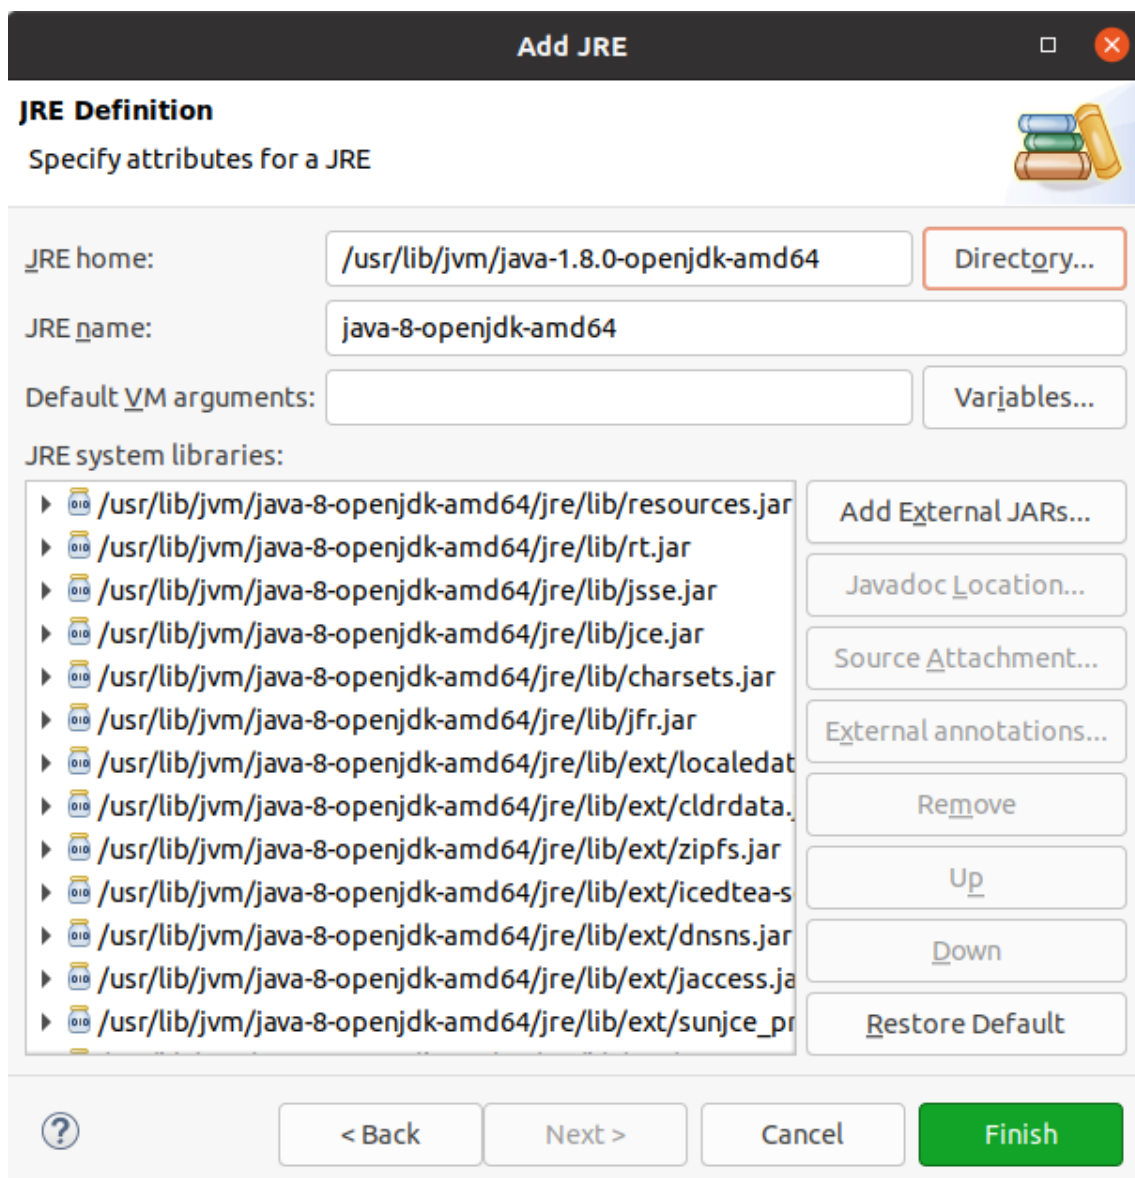 Add JRE
JRE Definition
Specify attributes for a JRE
JRE home:
/usr/lib/jvm/java-1.8.0-openjdk-amd64
Directory...
JRE name:
java-8-openjdk-amd64
Default VM arguments:
Variables...
JRE system libraries:
/usr/lib/jvm/java-8-openjdk-amd64/jre/lib/resources.jar
/usr/lib/jvm/java-8-openjdk-amd64/jre/lib/rt.jar
/usr/lib/jvm/java-8-openjdk-amd64/jre/lib/jsse.jar
/usr/lib/jvm/java-8-openjdk-amd64/jre/lib/jce.jar
/usr/lib/jvm/java-8-openjdk-amd64/jre/lib/charsets.jar
/usr/lib/jvm/java-8-openjdk-amd64/jre/lib/jfr.jar
/usr/lib/jvm/java-8-openjdk-amd64/jre/lib/ext/localedat
/usr/lib/jvm/java-8-openjdk-amd64/jre/lib/ext/cldrdata.
/usr/lib/jvm/java-8-openjdk-amd64/jre/lib/ext/zipfs.jar
/usr/lib/jvm/java-8-openjdk-amd64/jre/lib/ext/icedtea-s
/usr/lib/jvm/java-8-openjdk-amd64/jre/lib/ext/dnsns.jar
/usr/lib/jvm/java-8-openjdk-amd64/jre/lib/ext/jaccess.ja
/usr/lib/jvm/java-8-openjdk-amd64/jre/lib/ext/sunjce_pr
Add External JARs...
Javadoc Location...
Source Attachment...
External annotations...
Remove
Up
Down
Restore Default
?
< Back
Next >
Cancel
Finish